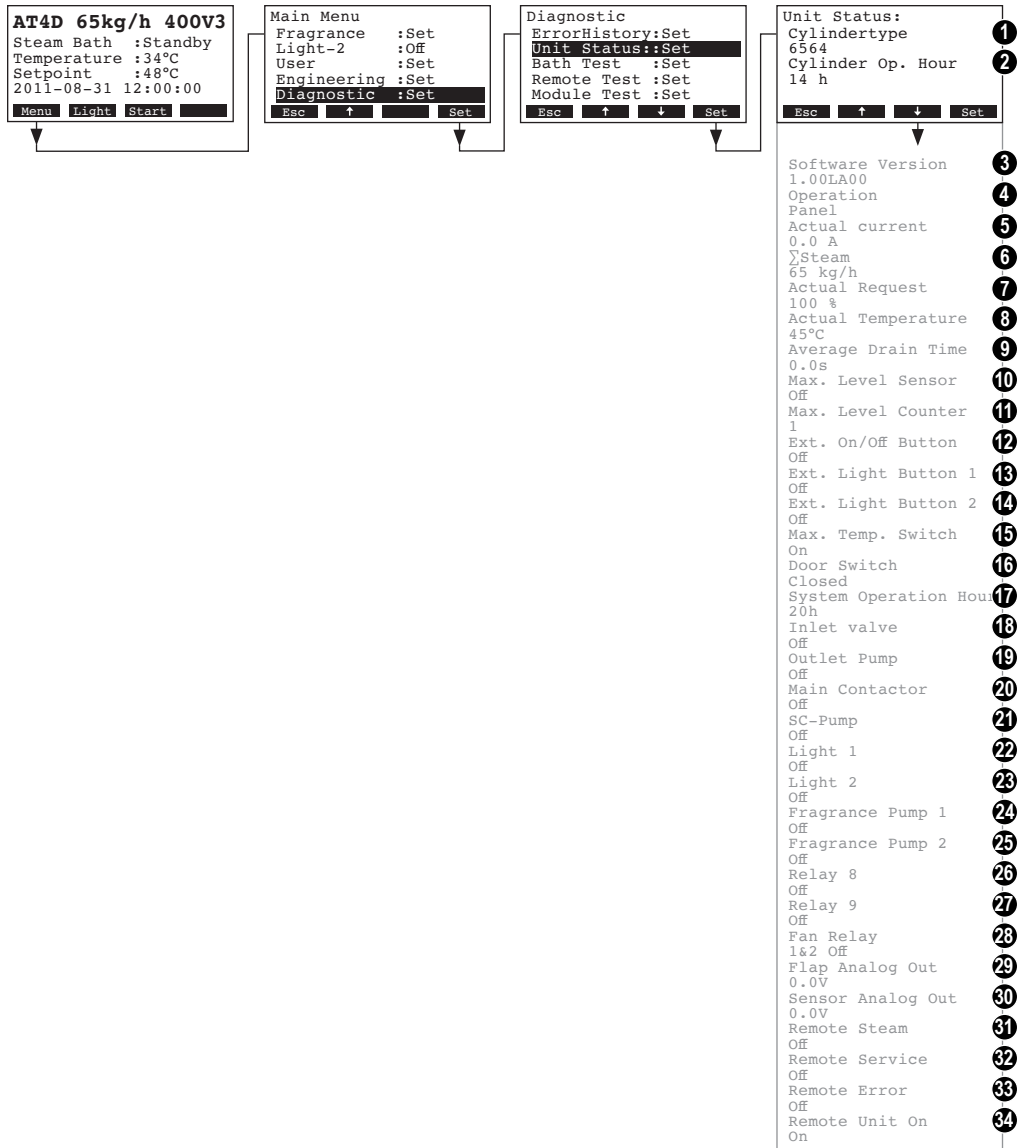 AT4D 65kg/h 400V3
Steam Bath :Standby
Temperature :34°C
Setpoint :48°C
2011-08-31 12:00:00
Menu Light Start
Main Menu
Fragrance :Set
Light-2 :Off
User :Set
Engineering :Set
Diagnostic :Set
Esc ↑ Set
Diagnostic
ErrorHistory:Set
Unit Status::Set
Bath Test :Set
Remote Test :Set
Module Test :Set
Esc ↑ ↓ Set
Unit Status:
Cylindertype 1
6564
Cylinder Op. Hour 2
14 h
Esc ↑ ↓ Set
Software Version 3
1.00LA00
Operation 4
Panel
Actual current 5
0.0 A
∑Steam 6
65 kg/h
Actual Request 7
100 %
Actual Temperature 8
45°C
Average Drain Time 9
0.0s
Max. Level Sensor 10
Off
Max. Level Counter 11
1
Ext. On/Off Button 12
Off
Ext. Light Button 1 13
Off
Ext. Light Button 2 14
Off
Max. Temp. Switch 15
On
Door Switch 16
Closed
System Operation Hour 17
20h
Inlet valve 18
Off
Outlet Pump 19
Off
Main Contactor 20
Off
SC-Pump 21
Off
Light 1 22
Off
Light 2 23
Off
Fragrance Pump 1 24
Off
Fragrance Pump 2 25
Off
Relay 8 26
Off
Relay 9 27
Off
Fan Relay 28
1&2 Off
Flap Analog Out 29
0.0V
Sensor Analog Out 30
0.0V
Remote Steam 31
Off
Remote Service 32
Off
Remote Error 33
Off
Remote Unit On 34
On